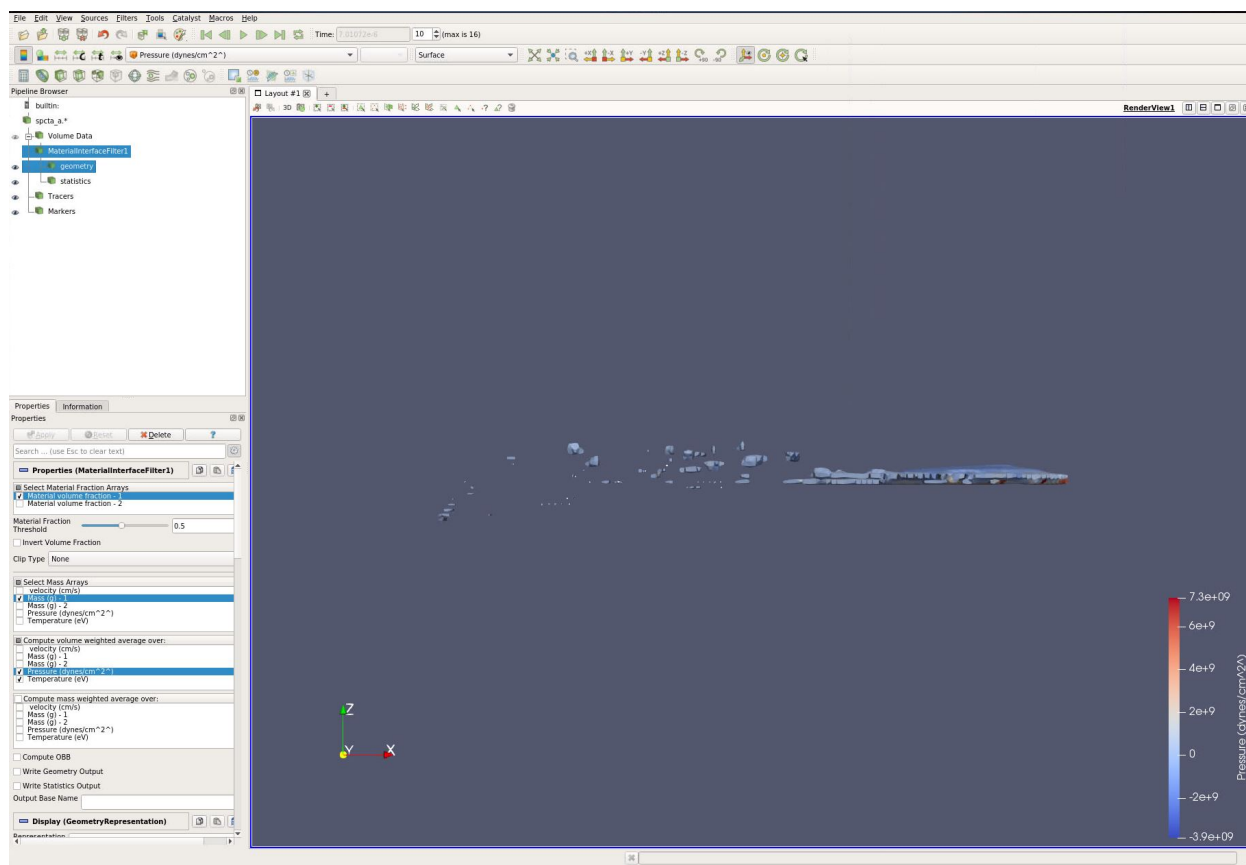 File Edit View Sources Filters Tools Catalyst Macros Help
Time: 7.01072e-6 10 (max is 16)
Pressure (dynes/cm^2^) Surface
Pipeline Browser
Layout #1
+
builtin:
3D
RenderView1
spcta_a.*
Volume Data
MaterialInterfaceFilter1
geometry
statistics
Tracers
Markers
Properties Information
Properties
Apply Reset Delete ?
Search ... (use Esc to clear text)
Properties (MaterialInterfaceFilter1)
Select Material Fraction Arrays
Material volume fraction - 1
Material volume fraction - 2
Material Fraction
Threshold
0.5
Invert Volume Fraction
Clip Type None
Select Mass Arrays
velocity (cm/s)
Mass (g) - 1
Mass (g) - 2
Pressure (dynes/cm^2^)
Temperature (eV)
Compute volume weighted average over:
velocity (cm/s)
Mass (g) - 1
Mass (g) - 2
Pressure (dynes/cm^2^)
Temperature (eV)
Compute mass weighted average over:
velocity (cm/s)
Mass (g) - 1
Mass (g) - 2
Pressure (dynes/cm^2^)
Temperature (eV)
Compute OBB
Write Geometry Output
Write Statistics Output
Output Base Name
Display (GeometryRepresentation)
Representation
Z
Y
X
7.3e+09
6e+9
4e+9
2e+9
0
-2e+9
-3.9e+09
Pressure (dynes/cm^2^)